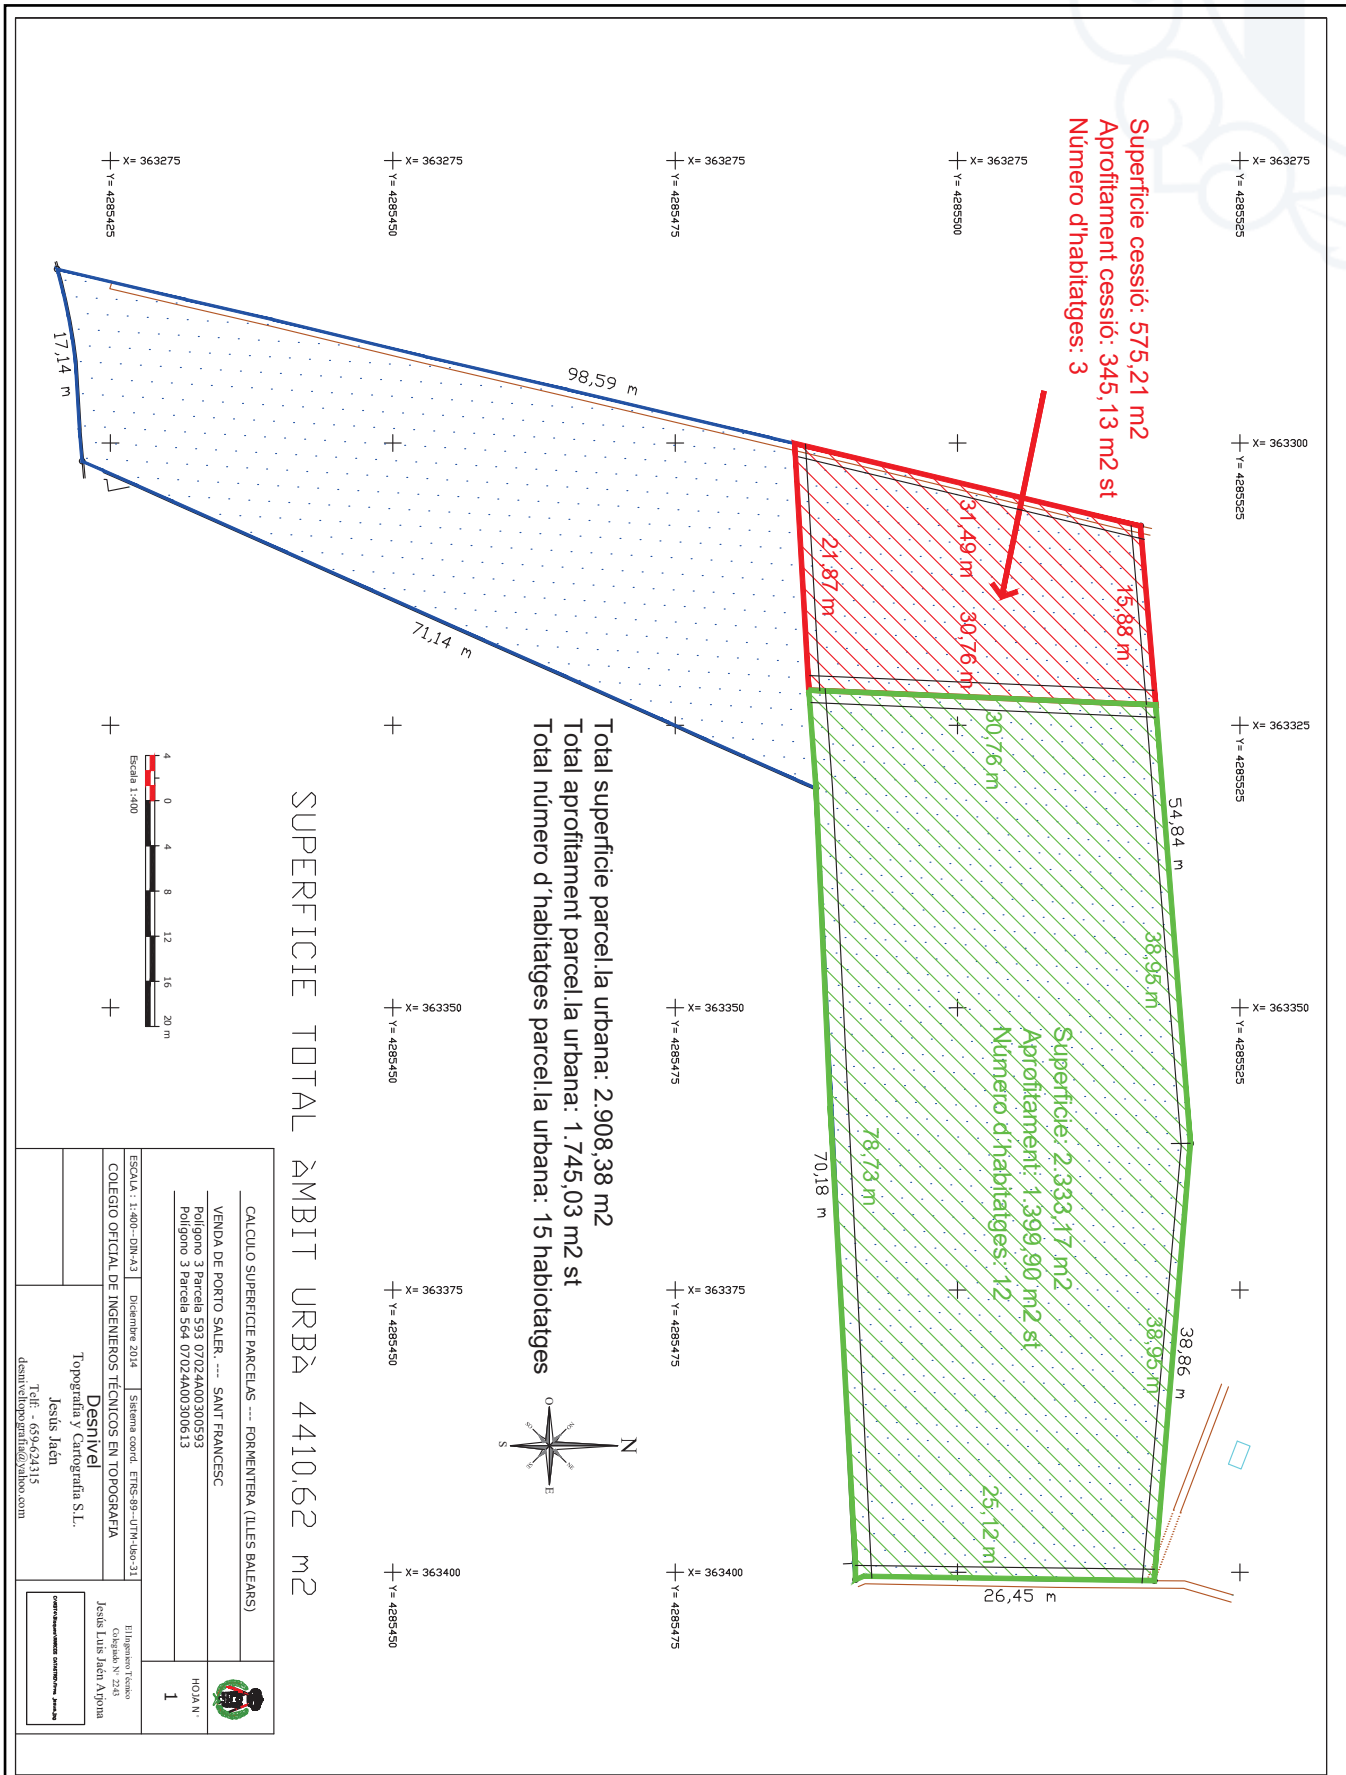 Superfície cessió: 575,21 m2
Aprofitament cessió: 345,13 m2 st
Número d'habitatges: 3
X= 363275
Y= 4285425
X= 363275
Y= 4285450
X= 363275
Y= 4285475
X= 363275
Y= 4285500
X= 363275
Y= 4285525
X= 363300
Y= 4285525
X= 363325
Y= 4285525
X= 363350
Y= 4285525
X= 363350
Y= 4285450
X= 363350
Y= 4285475
X= 363375
Y= 4285450
X= 363375
Y= 4285475
X= 363400
Y= 4285450
X= 363400
Y= 4285475
17,14 m
98,59 m
71,14 m
31,49 m
21,87 m
30,76 m
15,88 m
30,76 m
54,84 m
38,95 m
Superfície: 2.333,17 m2
Aprofitament: 1.399,90 m2 st
Número d'habitatges: 12
78,73 m
70,18 m
38,86 m
38,95 m
25,12 m
26,45 m
Total superfície parcel.la urbana: 2.908,38 m2
Total aprofitament parcel.la urbana: 1.745,03 m2 st
Total número d´habitatges parcel.la urbana: 15 habiotatges
N
S
E
O
SUPERFICIE TOTAL ÀMBIT URBÀ 4410,62 m2
4 0 4 8 12 16 20 m
Escala 1:400
CALCULO SUPERFICIE PARCELAS --- FORMENTERA (ILLES BALEARS)
VENDA DE PORTO SALER. --- SANT FRANCESC
Polígono 3 Parcela 593 07024A00300593
Polígono 3 Parcela 564 07024A00300613
HOJA Nº
1
ESCALA : 1:400--DIN-A3
Diciembre 2014
Sistema coord. ETRS-89--UTM-Uso-31
COLEGIO OFICIAL DE INGENIEROS TÉCNICOS EN TOPOGRAFIA
Desnivel
Topografía y Cartografía S.L.
Jesús Jaén
Telf: - 659-624315
desniveltopografia@yahoo.com
El Ingeniero Técnico
Colegiado Nº 2243
Jesús Luis Jaén Arjona